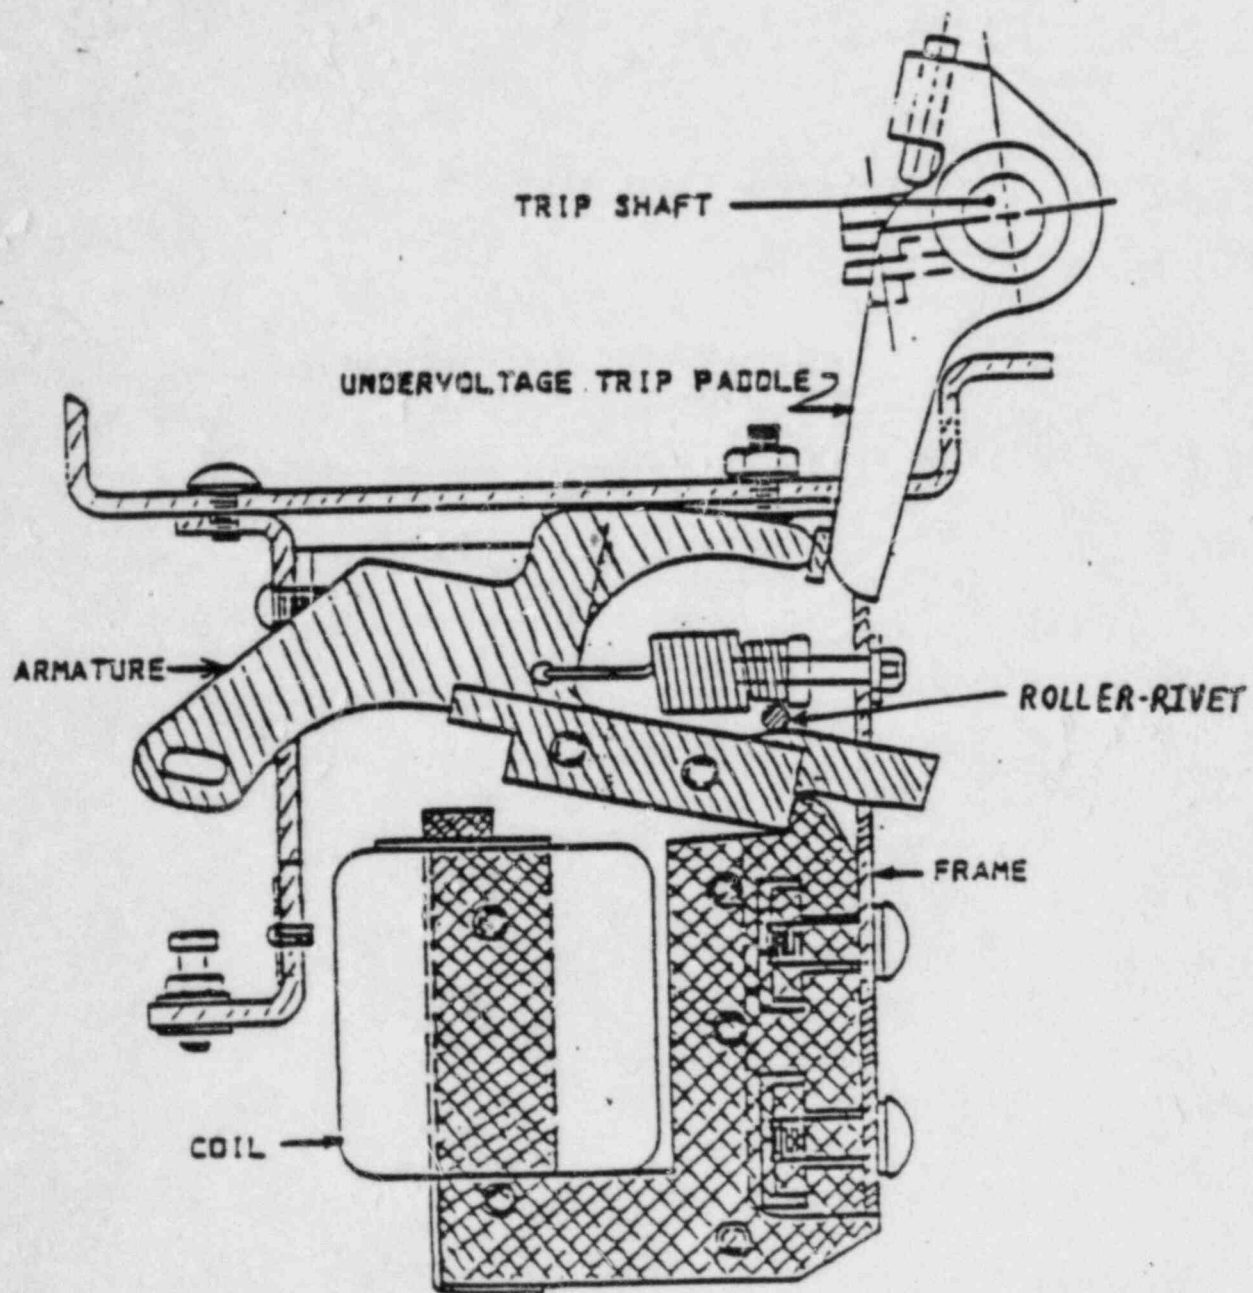 TRIP SHAFT
UNDERVOLTAGE TRIP PADDLE
ARMATURE
ROLLER-RIVET
FRAME
COIL